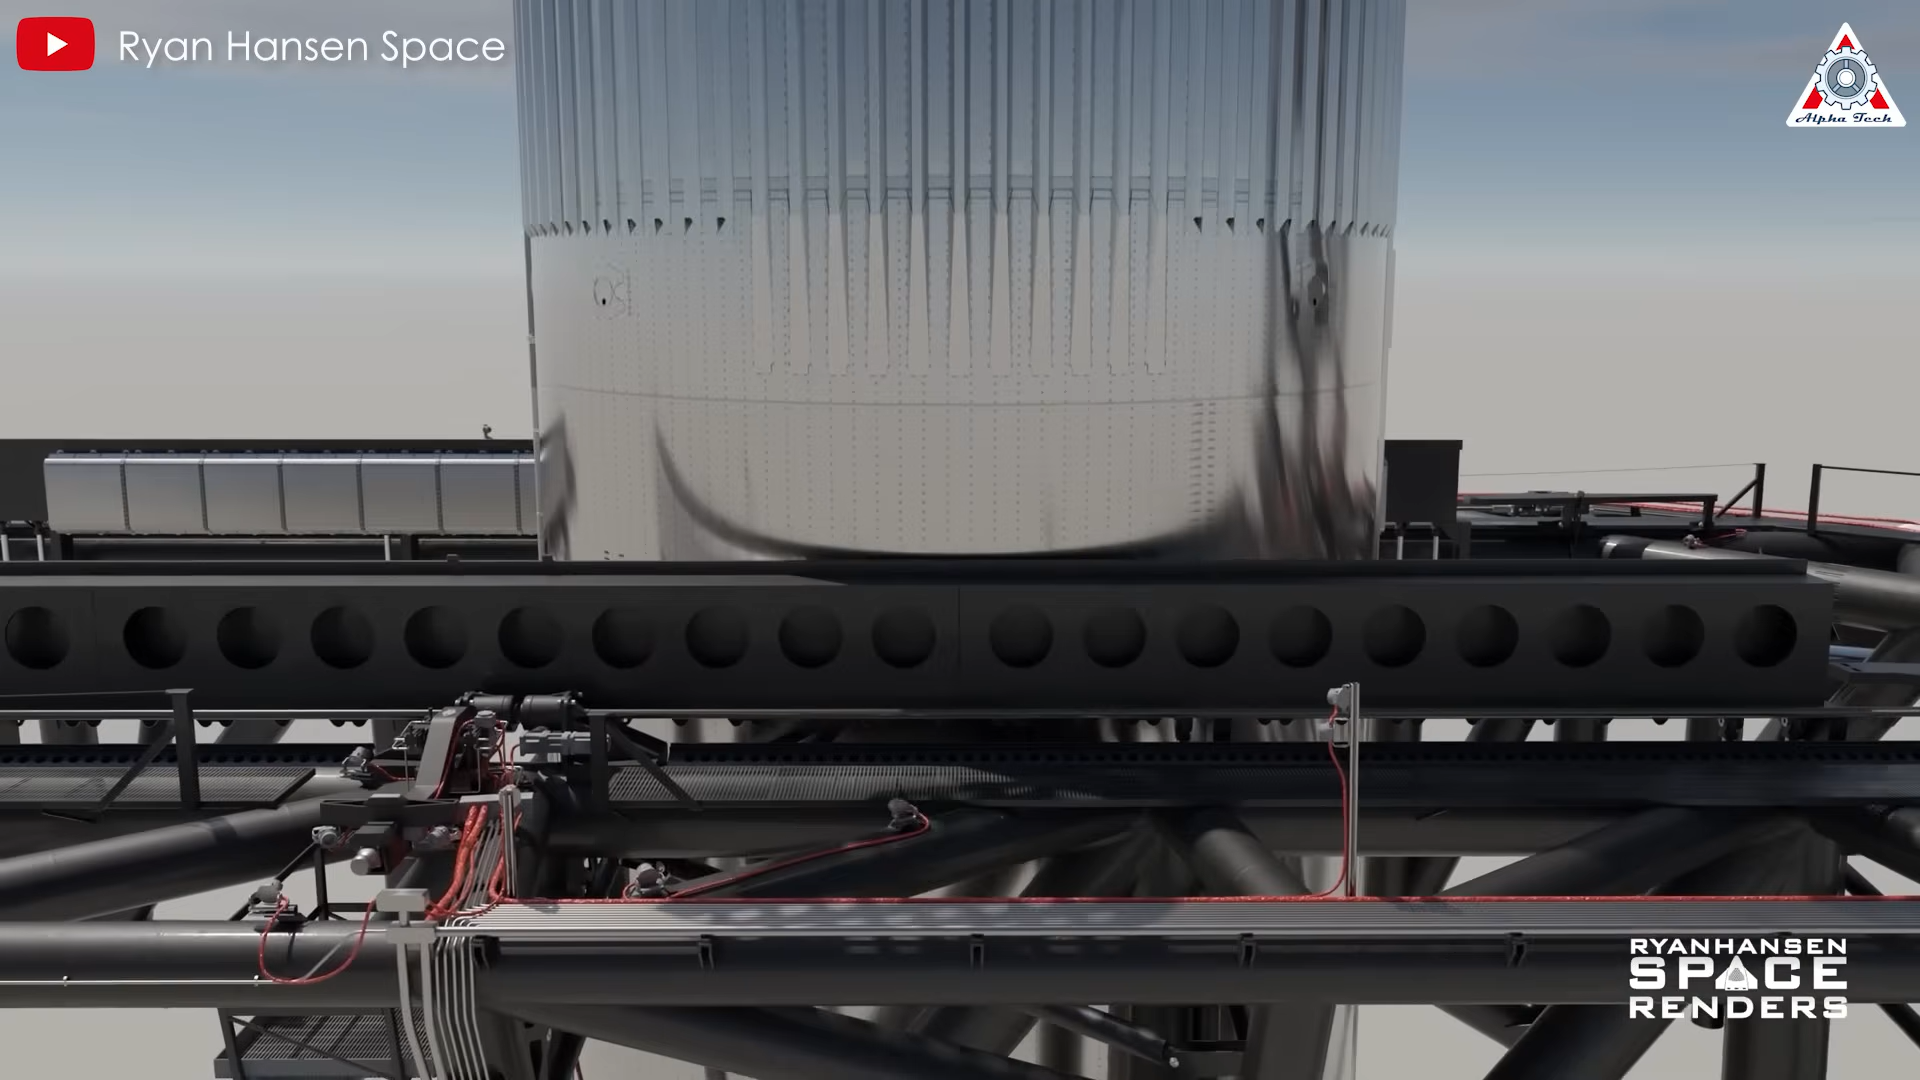 Ryan Hansen Space
Alpha Tech
RYANHANSEN
SPACE
RENDERS